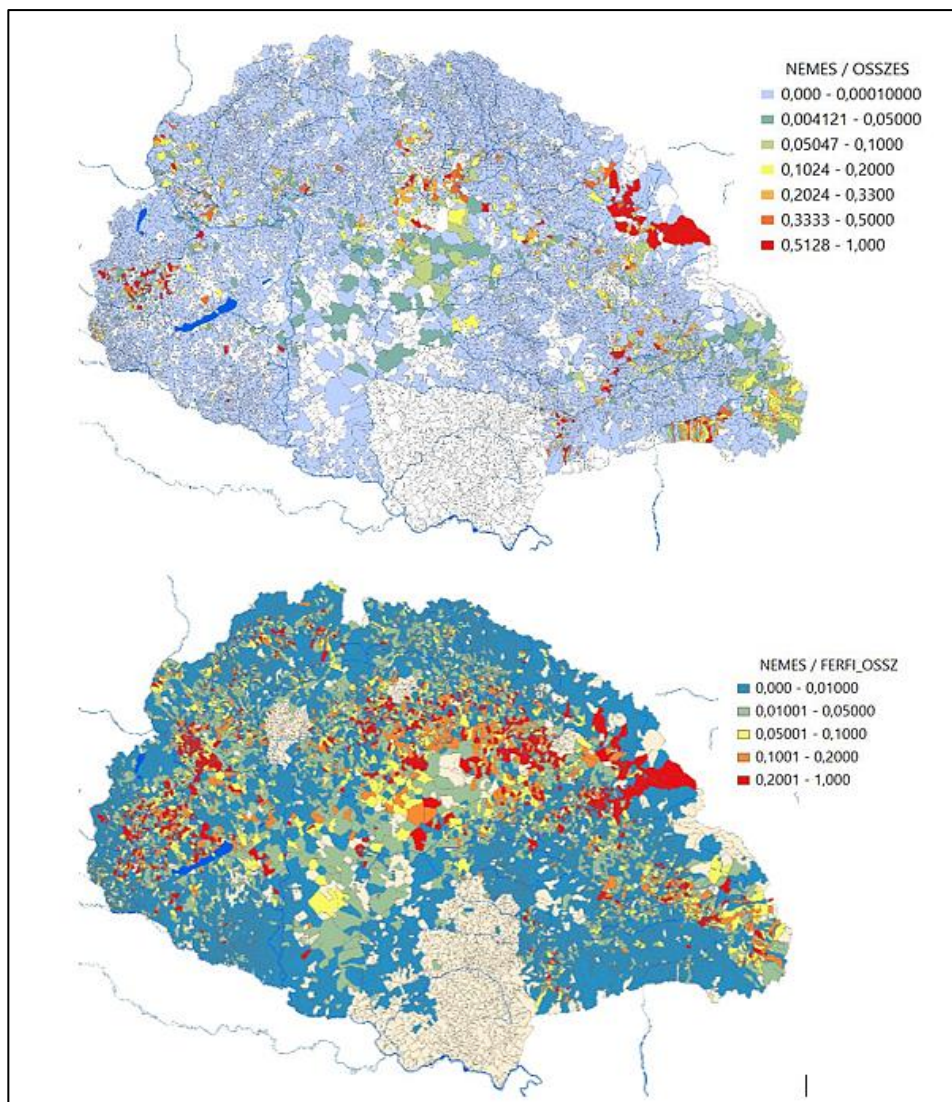 NEMES / OSSZES
0,000 - 0,00010000
0,004121 - 0,05000
0,05047 - 0,1000
0,1024 - 0,2000
0,2024 - 0,3300
0,3333 - 0,5000
0,5128 - 1,000
NEMES / FERFI_OSSZ
0,000 - 0,01000
0,01001 - 0,05000
0,05001 - 0,1000
0,1001 - 0,2000
0,2001 - 1,000